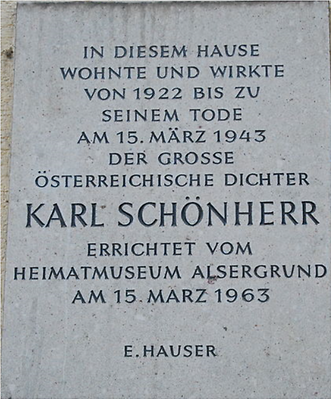 IN DIESEM HAUSE
WOHNTE UND WIRKTE
VON 1922 BIS ZU
SEINEM TODE
AM 15. MÄRZ 1943
DER GROSSE
ÖSTERREICHISCHE DICHTER
KARL SCHÖNHERR
ERRICHTET VOM
HEIMATMUSEUM ALSERGRUND
AM 15. MARZ 1963
E. HAUSER